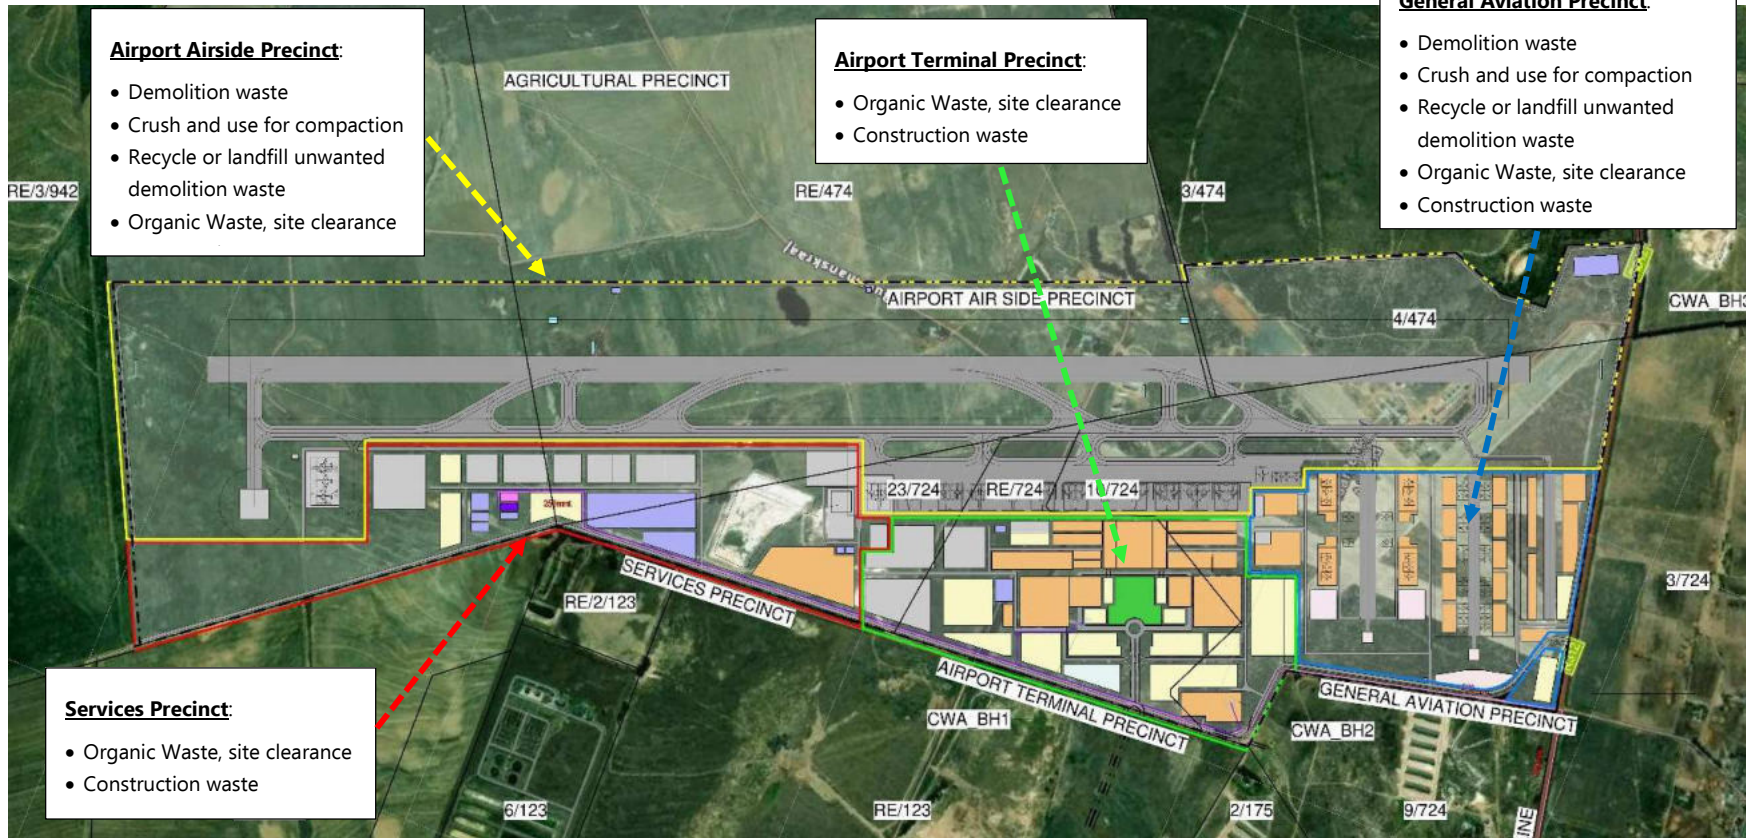 General Aviation Precinct:
• Demolition waste
• Crush and use for compaction
• Recycle or landfill unwanted
demolition waste
• Organic Waste, site clearance
• Construction waste
Airport Airside Precinct:
• Demolition waste
• Crush and use for compaction
• Recycle or landfill unwanted
demolition waste
• Organic Waste, site clearance
Airport Terminal Precinct:
• Organic Waste, site clearance
• Construction waste
AGRICULTURAL PRECINCT
RE/3/942
RE/474
3/474
AIRPORT AIR SIDE PRECINCT
CWA_BH3
4/474
23/724
RE/724
10/724
SERVICES PRECINCT
RE/2/123
3/724
AIRPORT TERMINAL PRECINCT
GENERAL AVIATION PRECINCT
CWA_BH1
CWA_BH2
Services Precinct:
• Organic Waste, site clearance
• Construction waste
6/123
RE/123
2/175
9/724